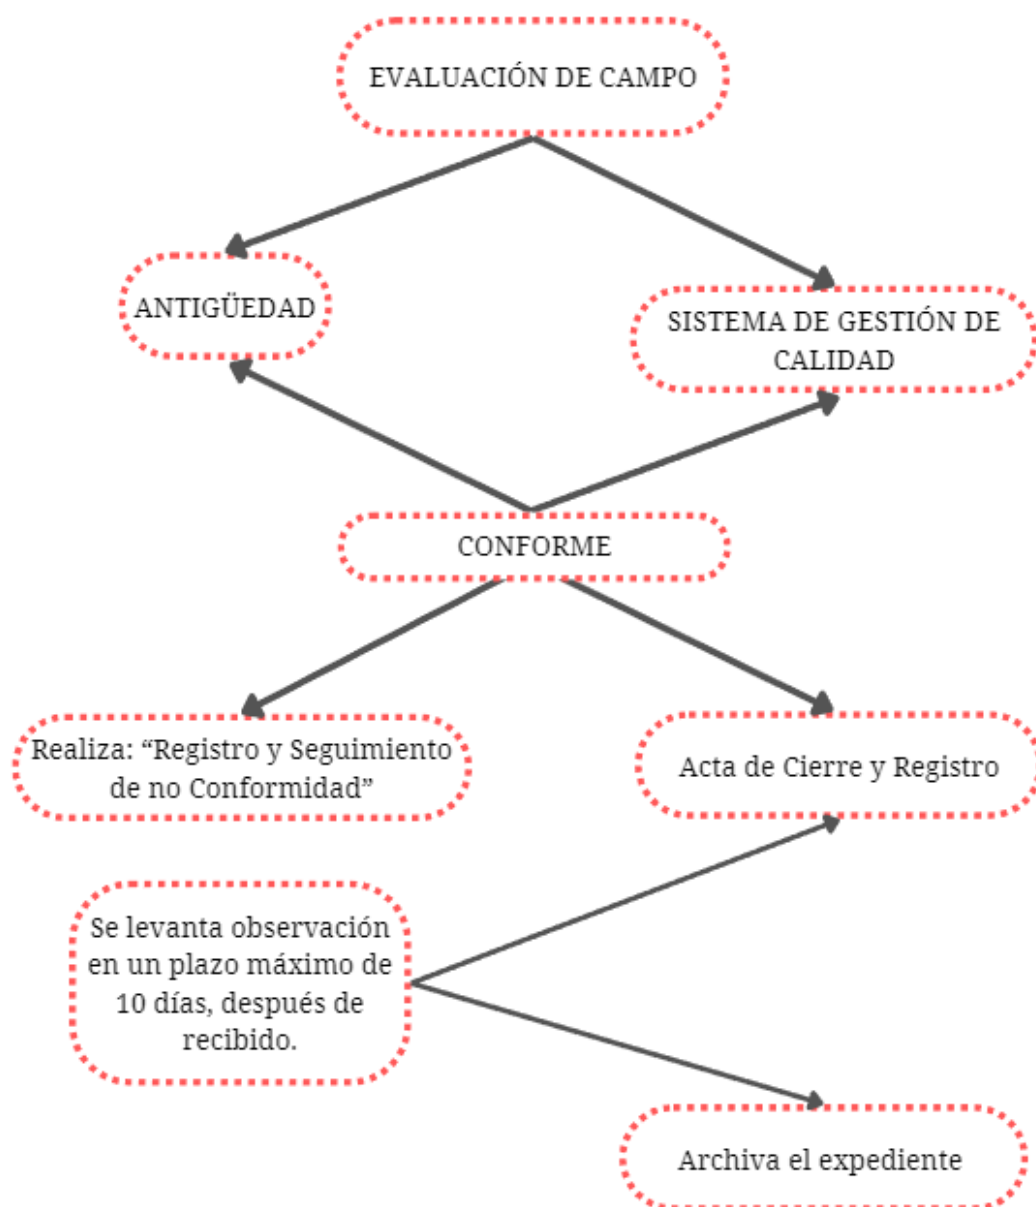 EVALUACIÓN DE CAMPO
ANTIGÜEDAD
SISTEMA DE GESTIÓN DE
CALIDAD
CONFORME
Realiza: “Registro y Seguimiento
de no Conformidad”
Acta de Cierre y Registro
Se levanta observación
en un plazo máximo de
10 días, después de
recibido.
Archiva el expediente